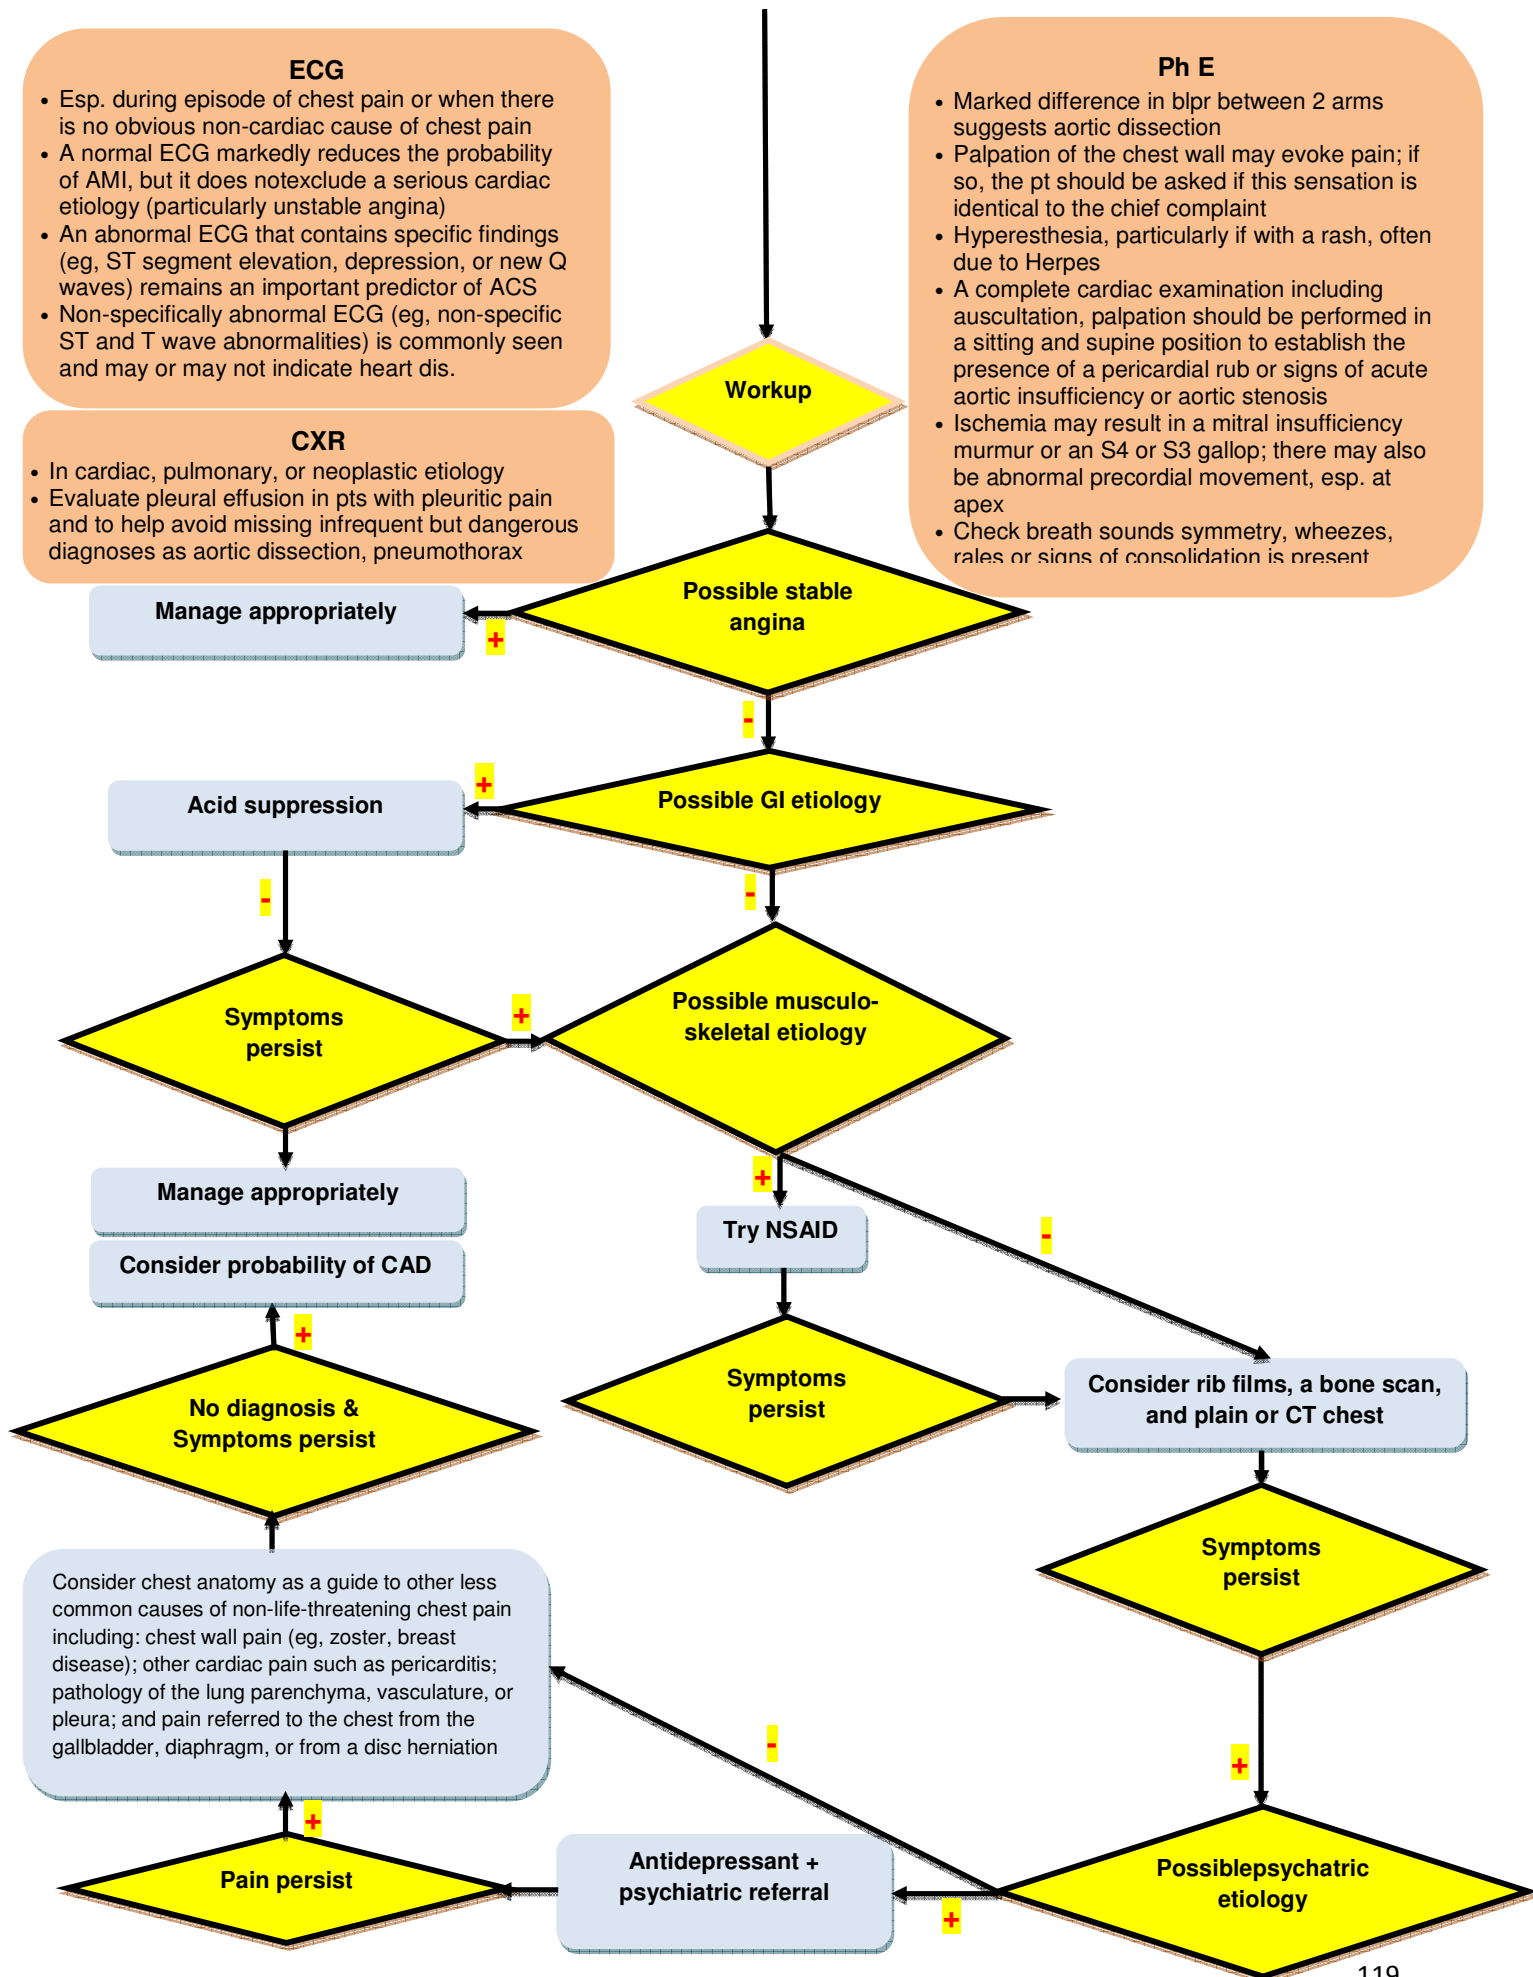 ECG
• Esp. during episode of chest pain or when there
is no obvious non-cardiac cause of chest pain
• A normal ECG markedly reduces the probability
of AMI, but it does notexclude a serious cardiac
etiology (particularly unstable angina)
• An abnormal ECG that contains specific findings
(eg, ST segment elevation, depression, or new Q
waves) remains an important predictor of ACS
• Non-specifically abnormal ECG (eg, non-specific
ST and T wave abnormalities) is commonly seen
and may or may not indicate heart dis.
CXR
• In cardiac, pulmonary, or neoplastic etiology
• Evaluate pleural effusion in pts with pleuritic pain
and to help avoid missing infrequent but dangerous
diagnoses as aortic dissection, pneumothorax
Ph E
• Marked difference in blpr between 2 arms
suggests aortic dissection
• Palpation of the chest wall may evoke pain; if
so, the pt should be asked if this sensation is
identical to the chief complaint
• Hyperesthesia, particularly if with a rash, often
due to Herpes
• A complete cardiac examination including
auscultation, palpation should be performed in
a sitting and supine position to establish the
presence of a pericardial rub or signs of acute
aortic insufficiency or aortic stenosis
• Ischemia may result in a mitral insufficiency
murmur or an S4 or S3 gallop; there may also
be abnormal precordial movement, esp. at
apex
• Check breath sounds symmetry, wheezes,
rales or signs of consolidation is present
Workup
Possible stable
angina
+
Manage appropriately
-
Possible GI etiology
+
Acid suppression
-
-
Symptoms
persist
+
Possible musculo-
skeletal etiology
Manage appropriately
+
Try NSAID
-
Consider probability of CAD
+
Symptoms
persist
Consider rib films, a bone scan,
and plain or CT chest
No diagnosis &
Symptoms persist
Symptoms
persist
Consider chest anatomy as a guide to other less
common causes of non-life-threatening chest pain
including: chest wall pain (eg, zoster, breast
disease); other cardiac pain such as pericarditis;
pathology of the lung parenchyma, vasculature, or
pleura; and pain referred to the chest from the
gallbladder, diaphragm, or from a disc herniation
-
+
+
Pain persist
Antidepressant +
psychiatric referral
+
Possiblepsychatric
etiology
119